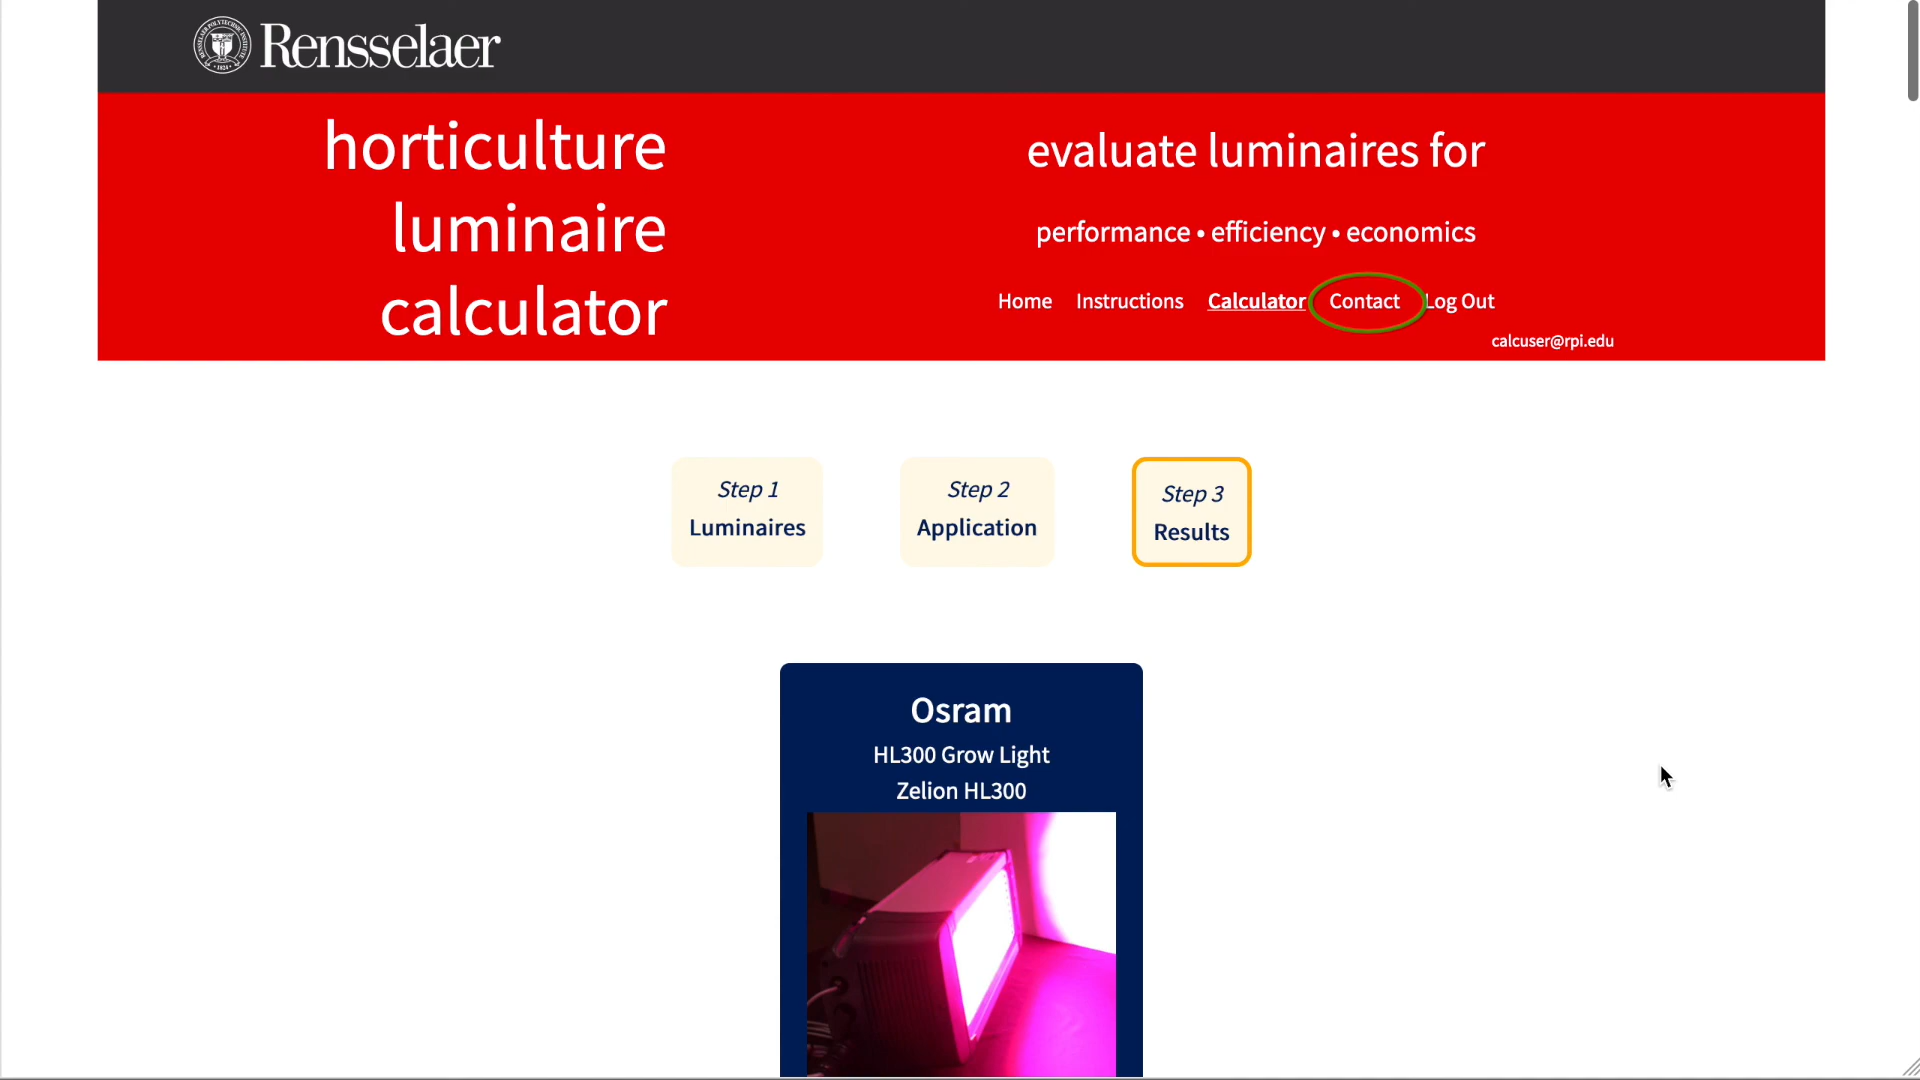 Rensselaer
horticulture
luminaire
calculator
evaluate luminaires for
performance • efficiency • economics
Home Instructions Calculator Contact Log Out
calcuser@rpi.edu
Step 1
Luminaires
Step 2
Application
Step 3
Results
Osram
HL300 Grow Light
Zelion HL300